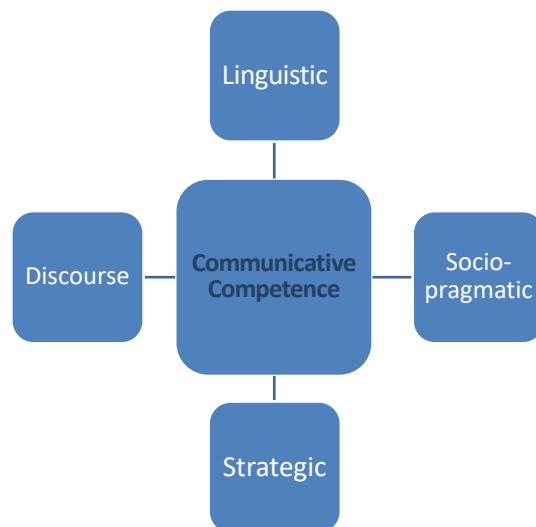 Linguistic
Discourse
Communicative
Competence
Socio-
pragmatic
Strategic